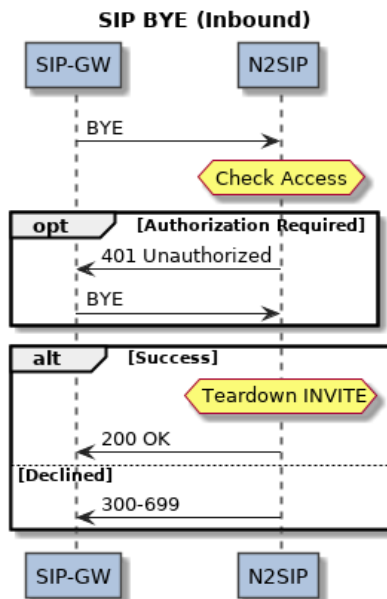 SIP BYE (Inbound)
SIP-GW N2SIP
BYE
Check Access
opt [Authorization Required]
401 Unauthorized
BYE
alt [Success]
Teardown INVITE
200 OK
[Declined]
300-699
SIP-GW N2SIP